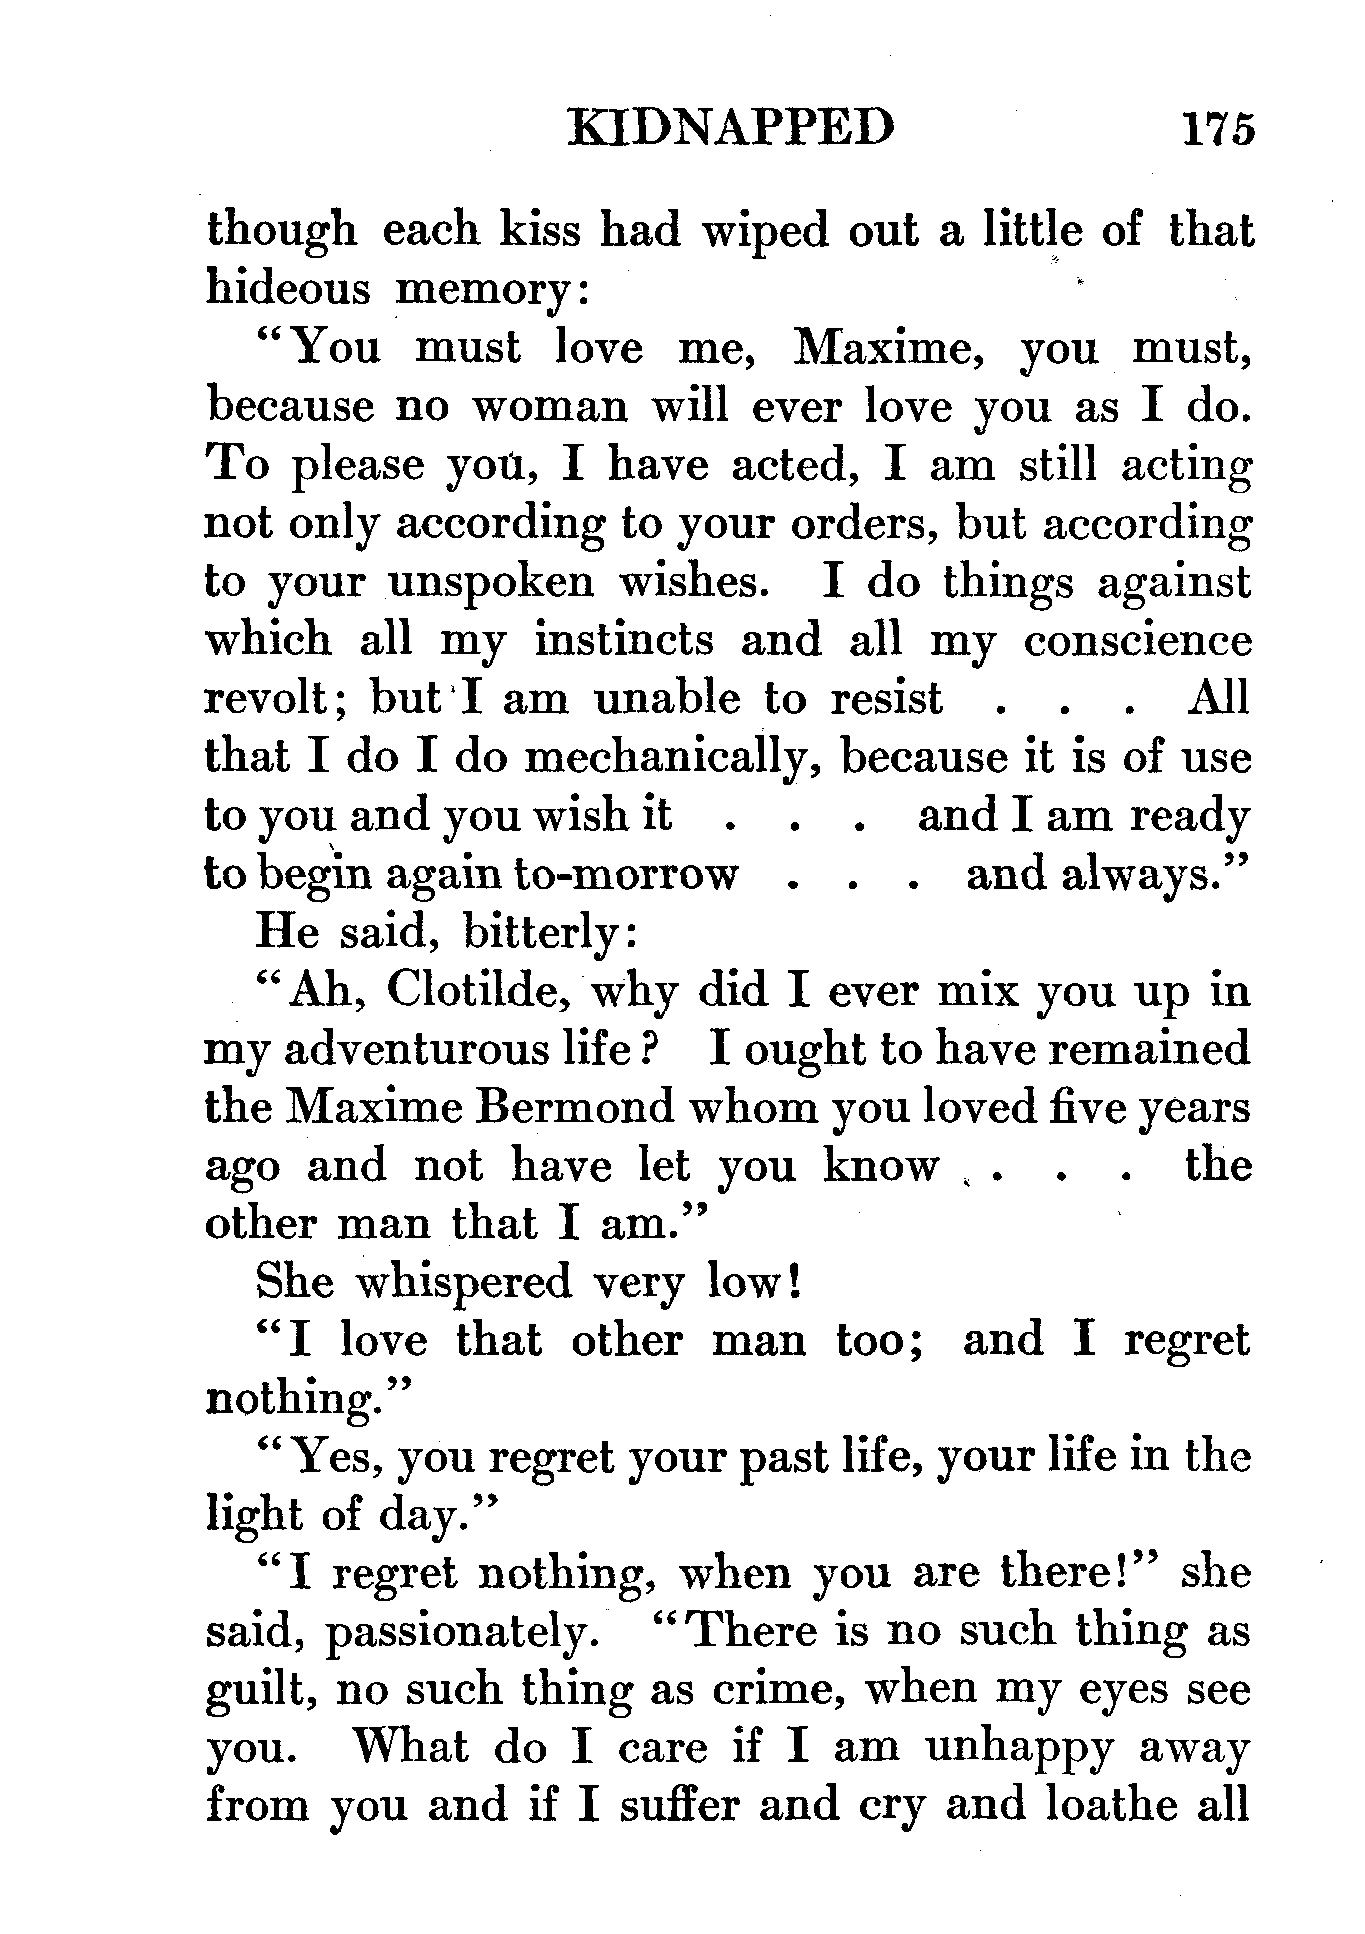 KIDNAPPED 175
though each kiss had wiped out a little of that
hideous memory:
"You must love me, Maxime, you must,
because no woman will ever love you as I do.
To please you, I have acted, I am still acting
not only according to your orders, but according
to your unspoken wishes. I do things against
which all my instincts and all my conscience
revolt; but I am unable to resist . . . All
that I do I do mechanically, because it is of use
to you and you wish it . . . and I am ready
to begin again to-morrow . . . and always."
He said, bitterly:
"Ah, Clotilde, why did I ever mix you up in
my adventurous life? I ought to have remained
the Maxime Bermond whom you loved five years
ago and not have let you know . . . the
other man that I am."
She whispered very low!
"I love that other man too; and I regret
nothing."
"Yes, you regret your past life, your life in the
light of day."
"I regret nothing, when you are there!" she
said, passionately. "There is no such thing as
guilt, no such thing as crime, when my eyes see
you. What do I care if I am unhappy away
from you and if I suffer and cry and loathe all